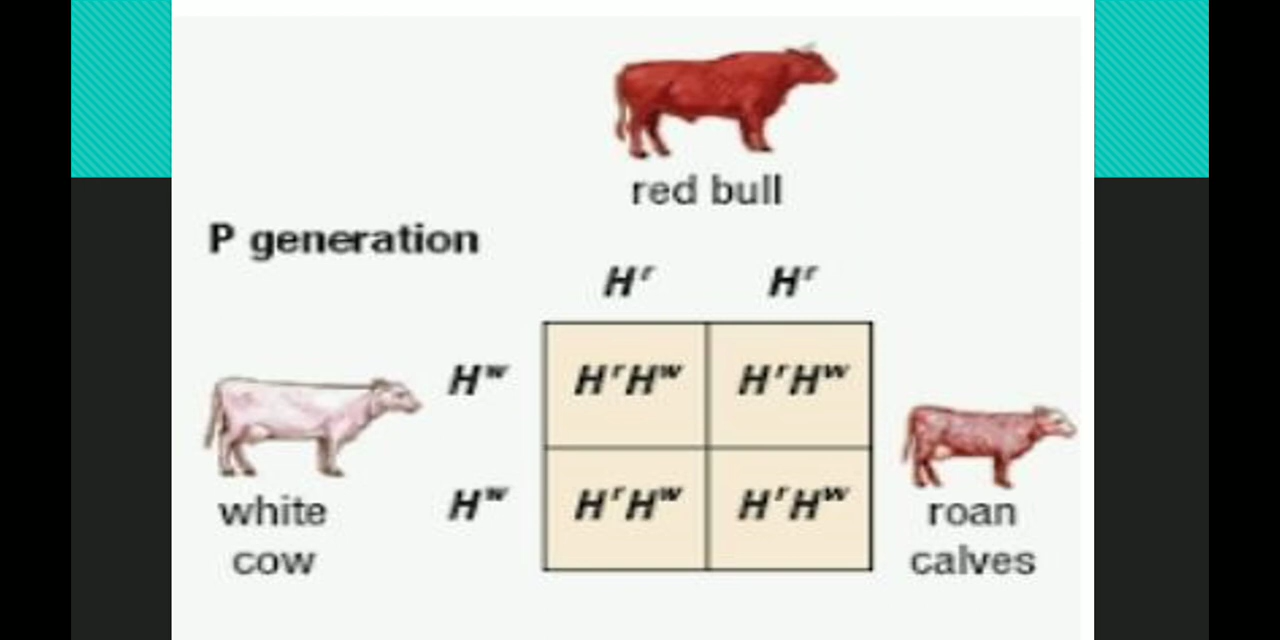 red bull
P generation
Hʳ Hʳ
Hʷ HʳHʷ HʳHʷ
Hʷ HʳHʷ HʳHʷ
white
cow
roan
calves